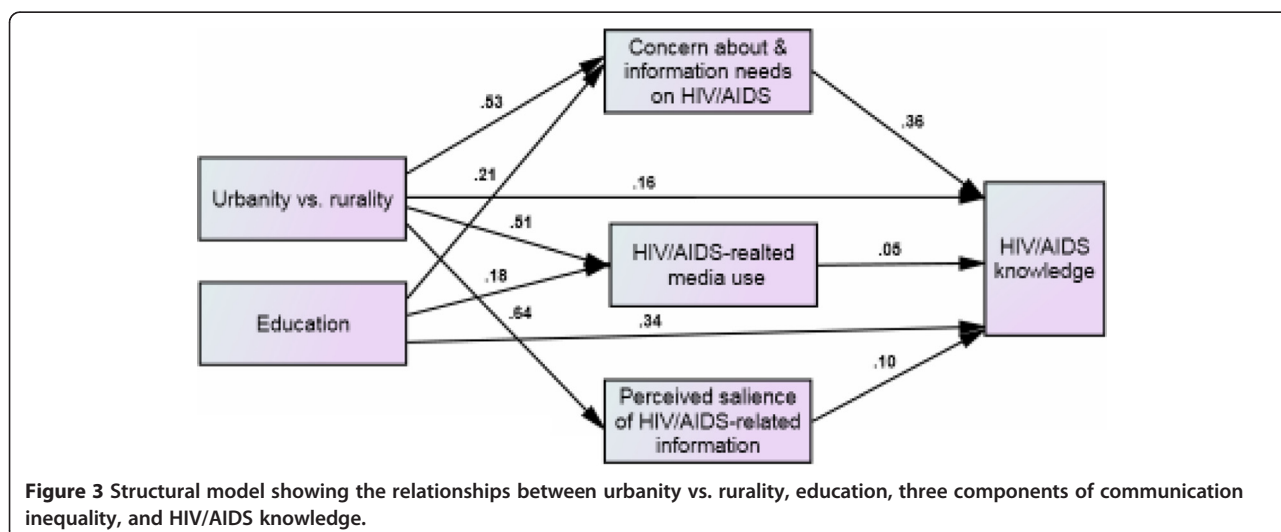 Concern about &
information needs
on HIV/AIDS
.53
.36
.21
.16
Urbanity vs. rurality
.51
HIV/AIDS-realted
media use
.05
HIV/AIDS
knowledge
.18
Education
.64
.34
.10
Perceived salience
of HIV/AIDS-related
information
Figure 3 Structural model showing the relationships between urbanity vs. rurality, education, three components of communication
inequality, and HIV/AIDS knowledge.